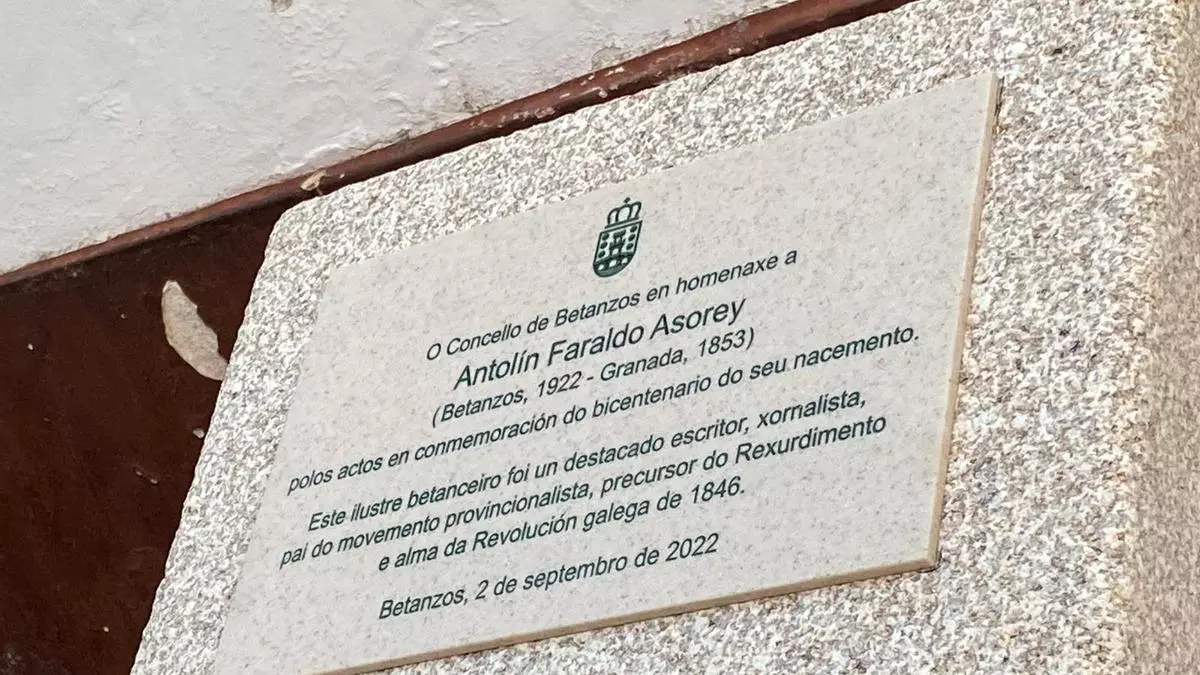 O Concello de Betanzos en homenaxe a
Antolín Faraldo Asorey
(Betanzos, 1922 - Granada, 1853)
polos actos en conmemoración do bicentenario do seu nacemento.
Este ilustre betanceiro foi un destacado escritor, xornalista,
pai do movemento provincionalista, precursor do Rexurdimento
e alma da Revolución galega de 1846.
Betanzos, 2 de septembro de 2022